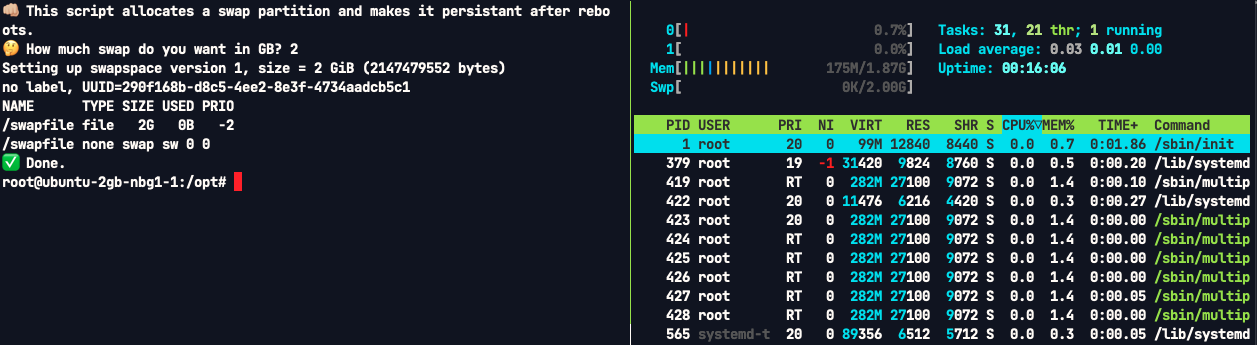 👊🏼 This script allocates a swap partition and makes it persistant after rebo
ots.
🤔 How much swap do you want in GB? 2
Setting up swapspace version 1, size = 2 GiB (2147479552 bytes)
no label, UUID=290f168b-d8c5-4ee2-8e3f-4734aadcb5c1
NAME      TYPE SIZE USED PRIO
/swapfile file   2G   0B   -2
/swapfile none swap sw 0 0
✅ Done.
root@ubuntu-2gb-nbg1-1:/opt#
0[| 0.7%] Tasks: 31, 21 thr; 1 running
1[ 0.0%] Load average: 0.03 0.01 0.00
Mem[||||||||||| 175M/1.87G] Uptime: 00:16:06
Swp[ 0K/2.00G]
PID USER PRI NI VIRT RES SHR S CPU%▽MEM% TIME+ Command
1 root 20 0 99M 12840 8440 S 0.0 0.7 0:01.86 /sbin/init
379 root 19 -1 31420 9824 8760 S 0.0 0.5 0:00.20 /lib/systemd
419 root RT 0 282M 27100 9072 S 0.0 1.4 0:00.10 /sbin/multip
422 root 20 0 11476 6216 4420 S 0.0 0.3 0:00.27 /lib/systemd
423 root 20 0 282M 27100 9072 S 0.0 1.4 0:00.00 /sbin/multip
424 root RT 0 282M 27100 9072 S 0.0 1.4 0:00.00 /sbin/multip
425 root RT 0 282M 27100 9072 S 0.0 1.4 0:00.00 /sbin/multip
426 root RT 0 282M 27100 9072 S 0.0 1.4 0:00.00 /sbin/multip
427 root RT 0 282M 27100 9072 S 0.0 1.4 0:00.05 /sbin/multip
428 root RT 0 282M 27100 9072 S 0.0 1.4 0:00.00 /sbin/multip
565 systemd-t 20 0 89356 6512 5712 S 0.0 0.3 0:00.05 /lib/systemd